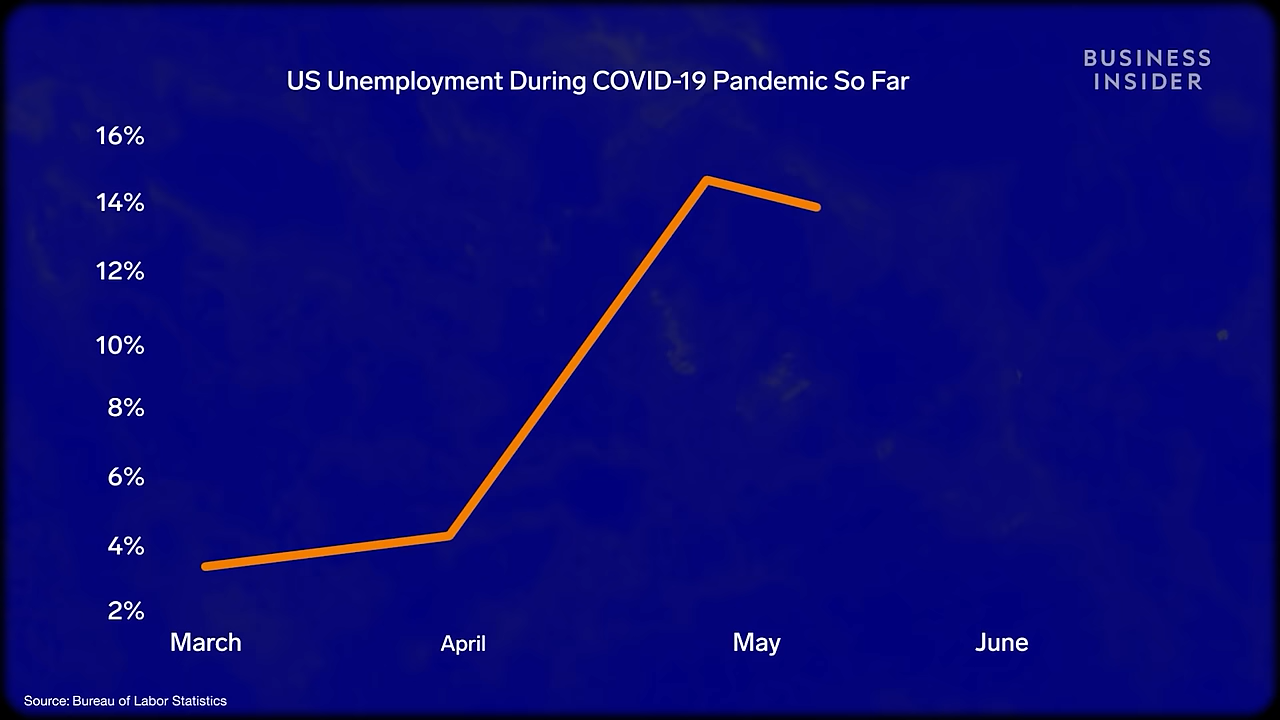 BUSINESS
INSIDER
US Unemployment During COVID-19 Pandemic So Far
16%
14%
12%
10%
8%
6%
4%
2%
March
April
May
June
Source: Bureau of Labor Statistics